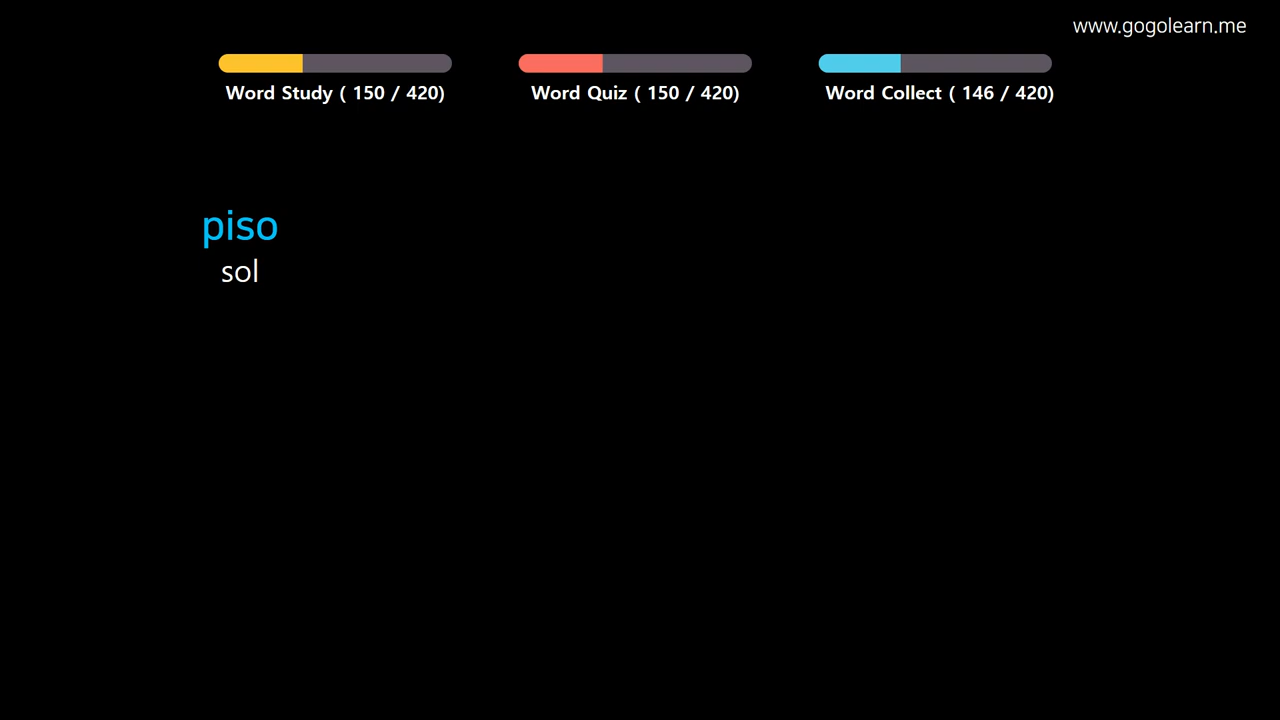 www.gogolearn.me
Word Study ( 150 / 420)
Word Quiz ( 150 / 420)
Word Collect ( 146 / 420)
piso
sol